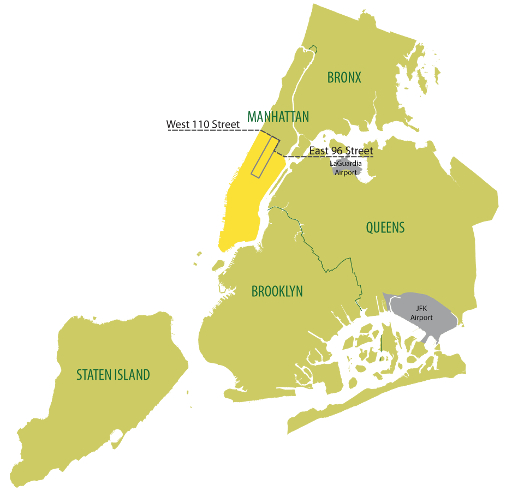 BRONX
MANHATTAN
West 110 Street
East 96 Street
LaGuardia
Airport
QUEENS
BROOKLYN
JFK
Airport
STATEN ISLAND